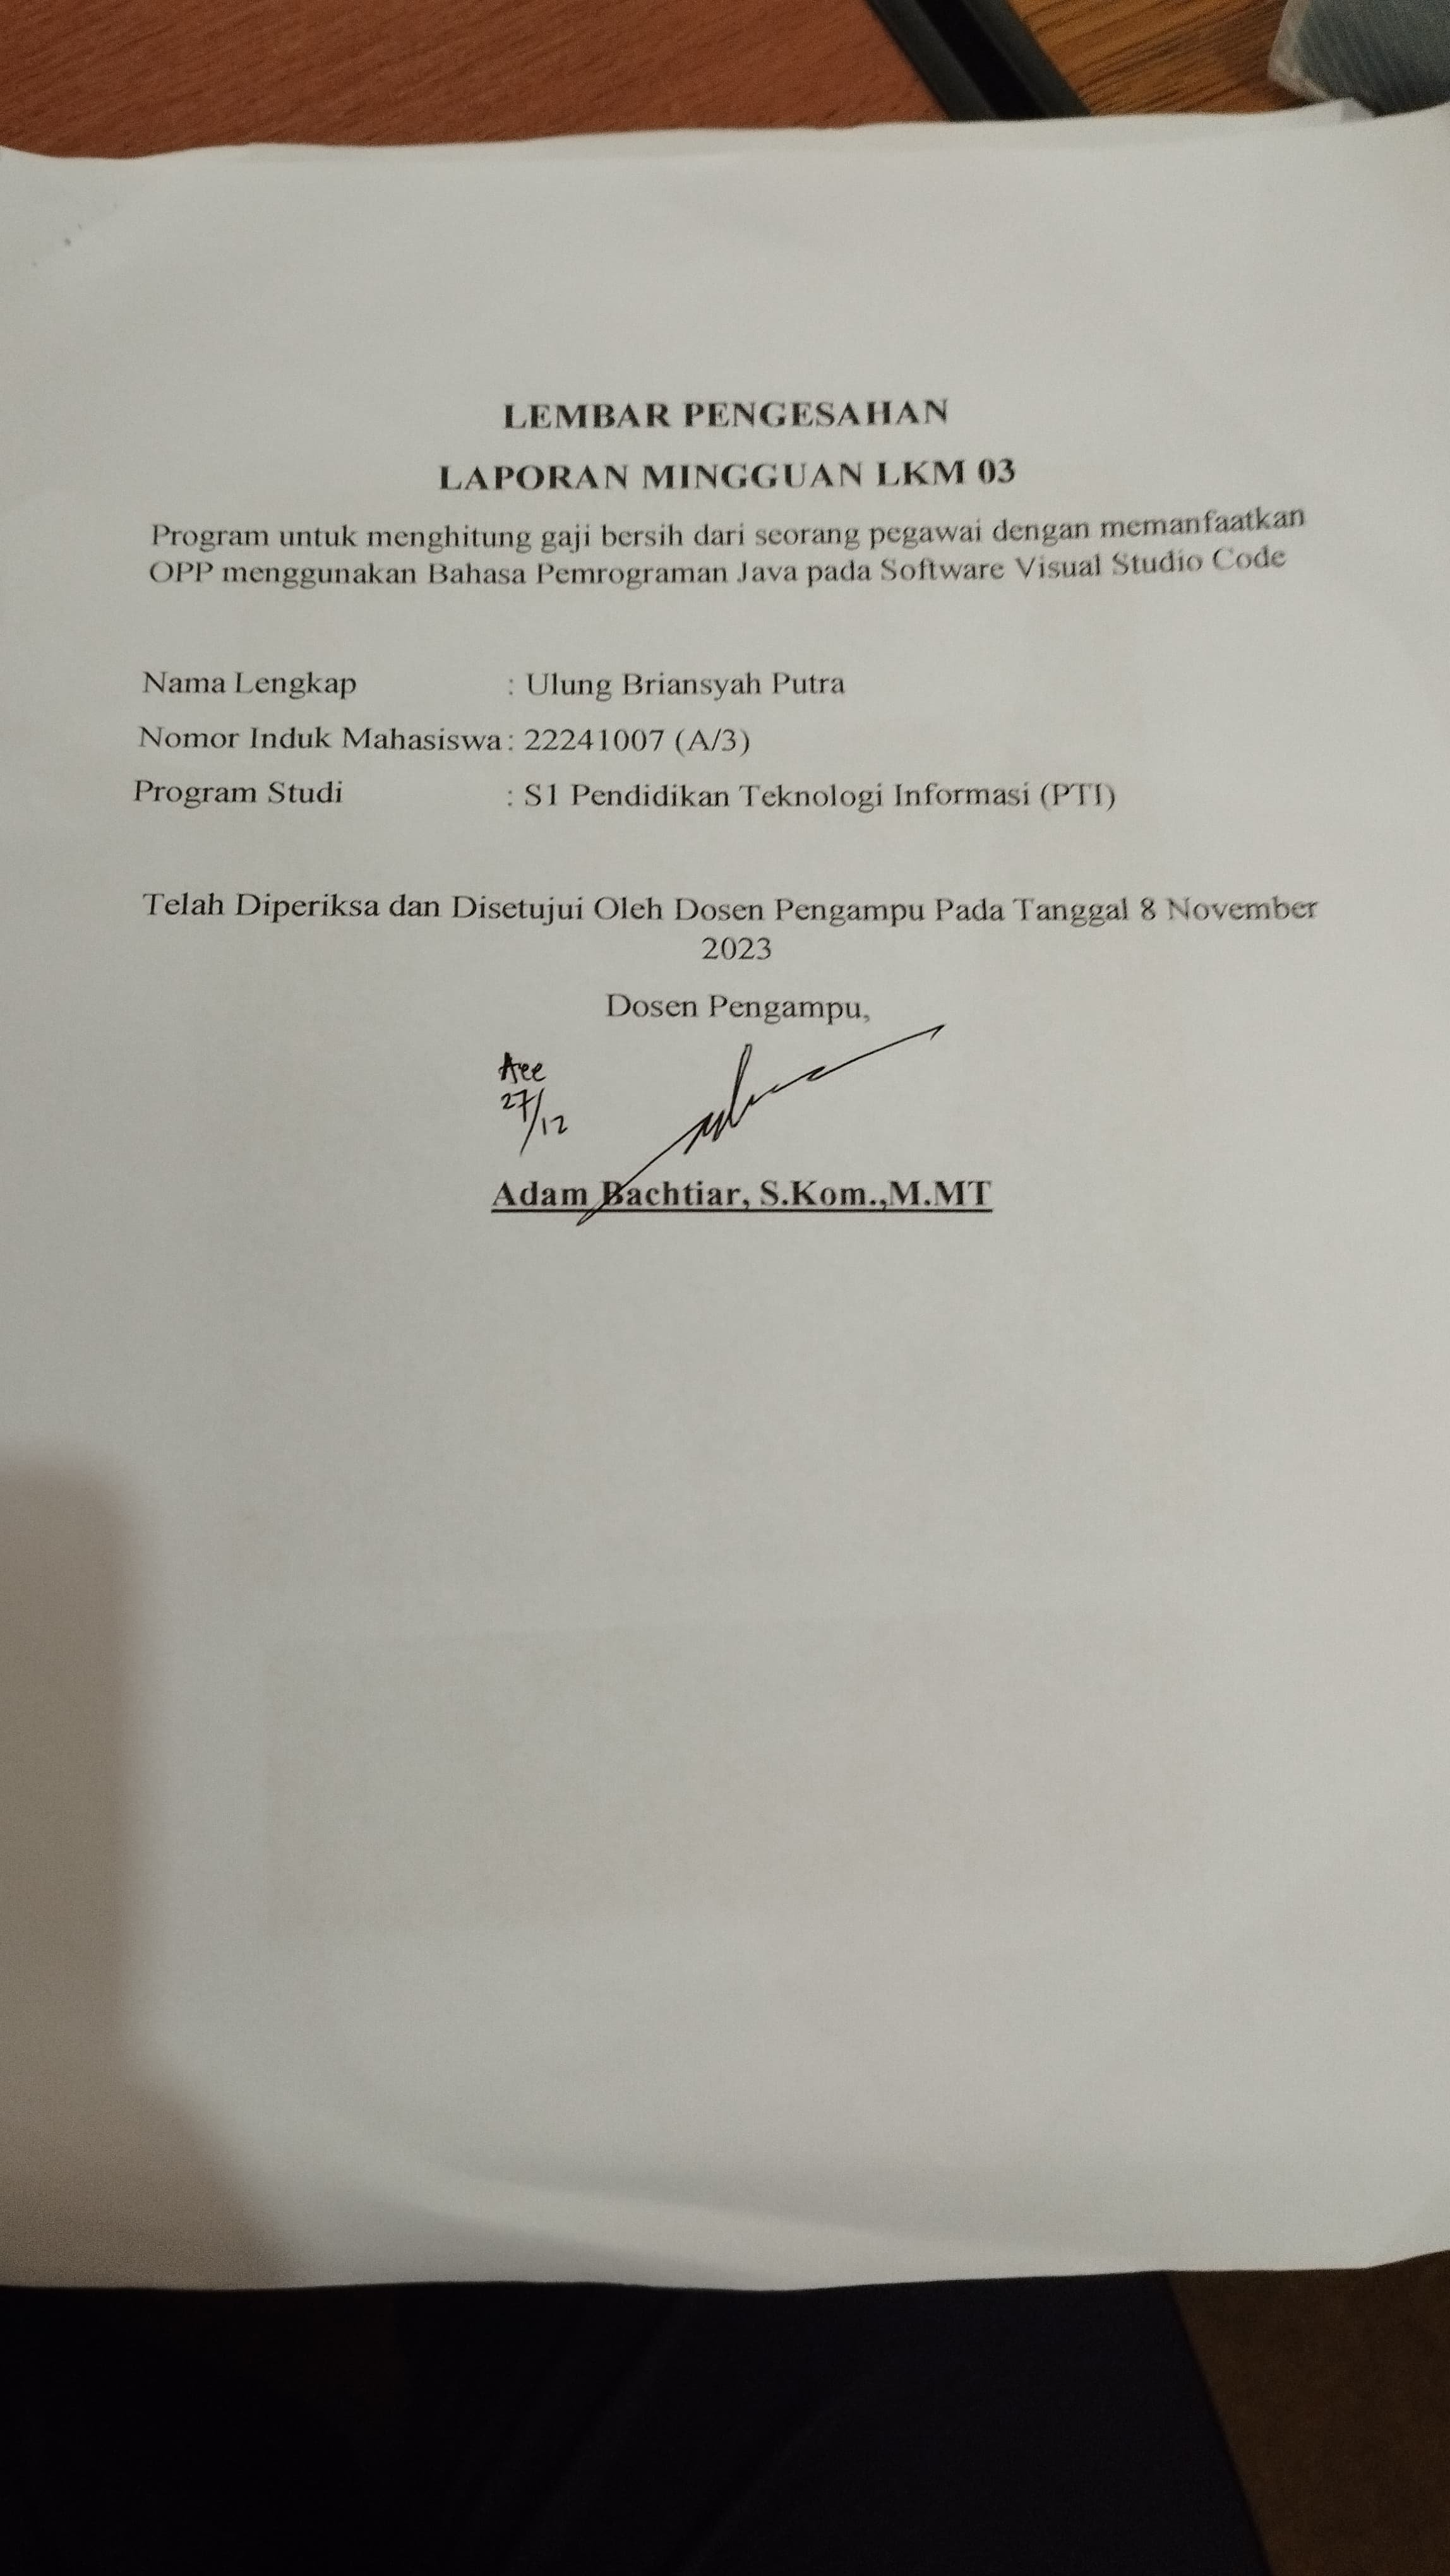 LEMBAR PENGESAHAN
LAPORAN MINGGUAN LKM 03
Program untuk menghitung gaji bersih dari seorang pegawai dengan memanfaatkan
OPP menggunakan Bahasa Pemrograman Java pada Software Visual Studio Code
Nama Lengkap : Ulung Briansyah Putra
Nomor Induk Mahasiswa : 22241007 (A/3)
Program Studi : S1 Pendidikan Teknologi Informasi (PTI)
Telah Diperiksa dan Disetujui Oleh Dosen Pengampu Pada Tanggal 8 November
2023
Dosen Pengampu,
Acc
27/12
Adam Bachtiar, S.Kom.,M.MT